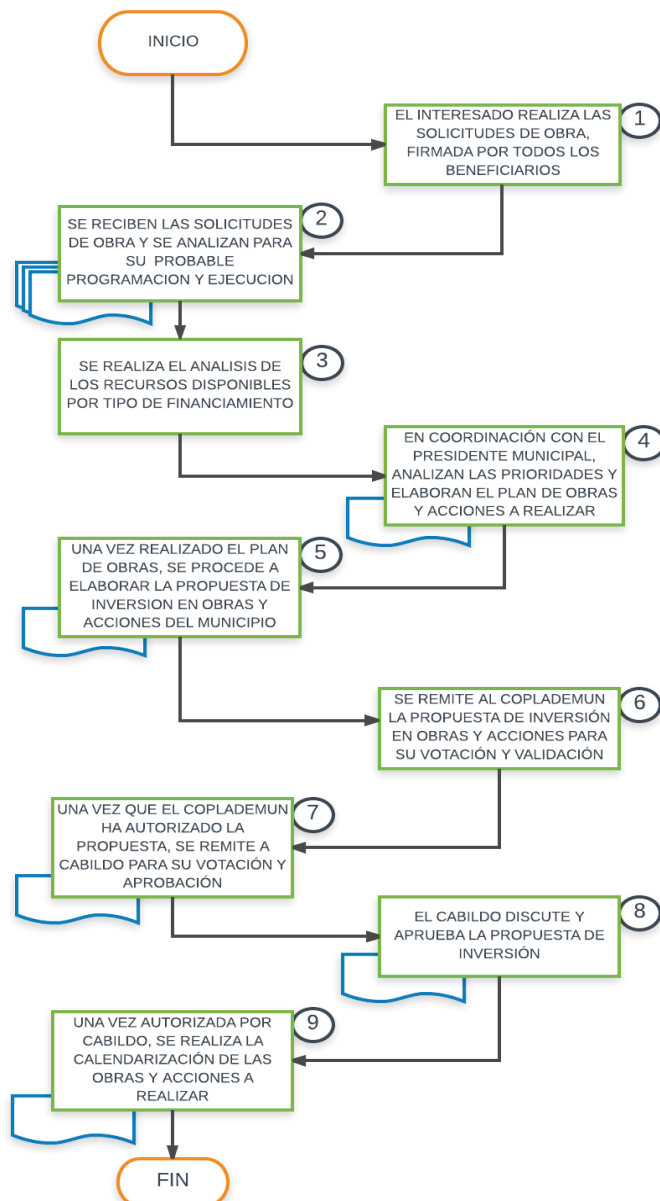 INICIO
1
EL INTERESADO REALIZA LAS
SOLICITUDES DE OBRA,
FIRMADA POR TODOS LOS
BENEFICIARIOS
2
SE RECIBEN LAS SOLICITUDES
DE OBRA Y SE ANALIZAN PARA
SU PROBABLE
PROGRAMACION Y EJECUCION
3
SE REALIZA EL ANALISIS DE
LOS RECURSOS DISPONIBLES
POR TIPO DE FINANCIAMIENTO
4
EN COORDINACIÓN CON EL
PRESIDENTE MUNICIPAL,
ANALIZAN LAS PRIORIDADES Y
ELABORAN EL PLAN DE OBRAS
Y ACCIONES A REALIZAR
5
UNA VEZ REALIZADO EL PLAN
DE OBRAS, SE PROCEDE A
ELABORAR LA PROPUESTA DE
INVERSION EN OBRAS Y
ACCIONES DEL MUNICIPIO
6
SE REMITE AL COPLADEMUN
LA PROPUESTA DE INVERSIÓN
EN OBRAS Y ACCIONES PARA
SU VOTACIÓN Y VALIDACIÓN
7
UNA VEZ QUE EL COPLADEMUN
HA AUTORIZADO LA
PROPUESTA, SE REMITE A
CABILDO PARA SU VOTACIÓN Y
APROBACIÓN
8
EL CABILDO DISCUTE Y
APRUEBA LA PROPUESTA DE
INVERSIÓN
9
UNA VEZ AUTORIZADA POR
CABILDO, SE REALIZA LA
CALENDARIZACIÓN DE LAS
OBRAS Y ACCIONES A
REALIZAR
FIN